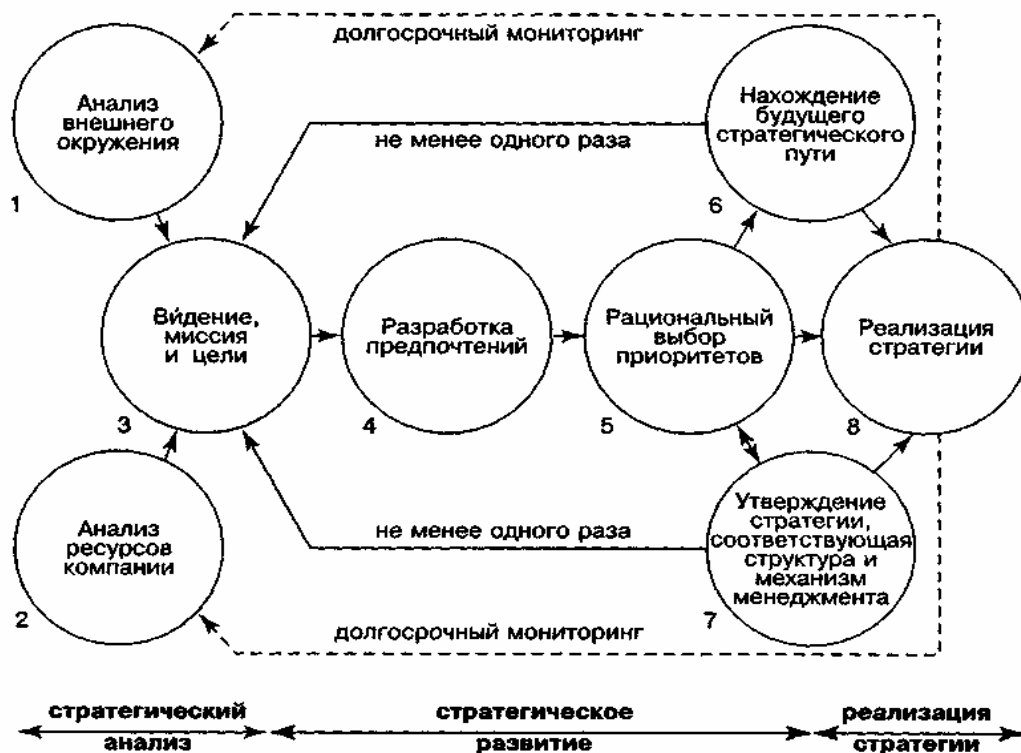 долгосрочный мониторинг
Анализ
внешнего
окружения
1
не менее одного раза
Нахождение
будущего
стратегического
пути
6
Ви́дение,
миссия
и цели
3
Разработка
предпочтений
4
Рациональный
выбор
приоритетов
5
Реализация
стратегии
8
Анализ
ресурсов
компании
2
не менее одного раза
Утверждение
стратегии,
соответствующая
структура и
механизм
менеджмента
7
долгосрочный мониторинг
стратегический
анализ
стратегическое
развитие
реализация
стратегии